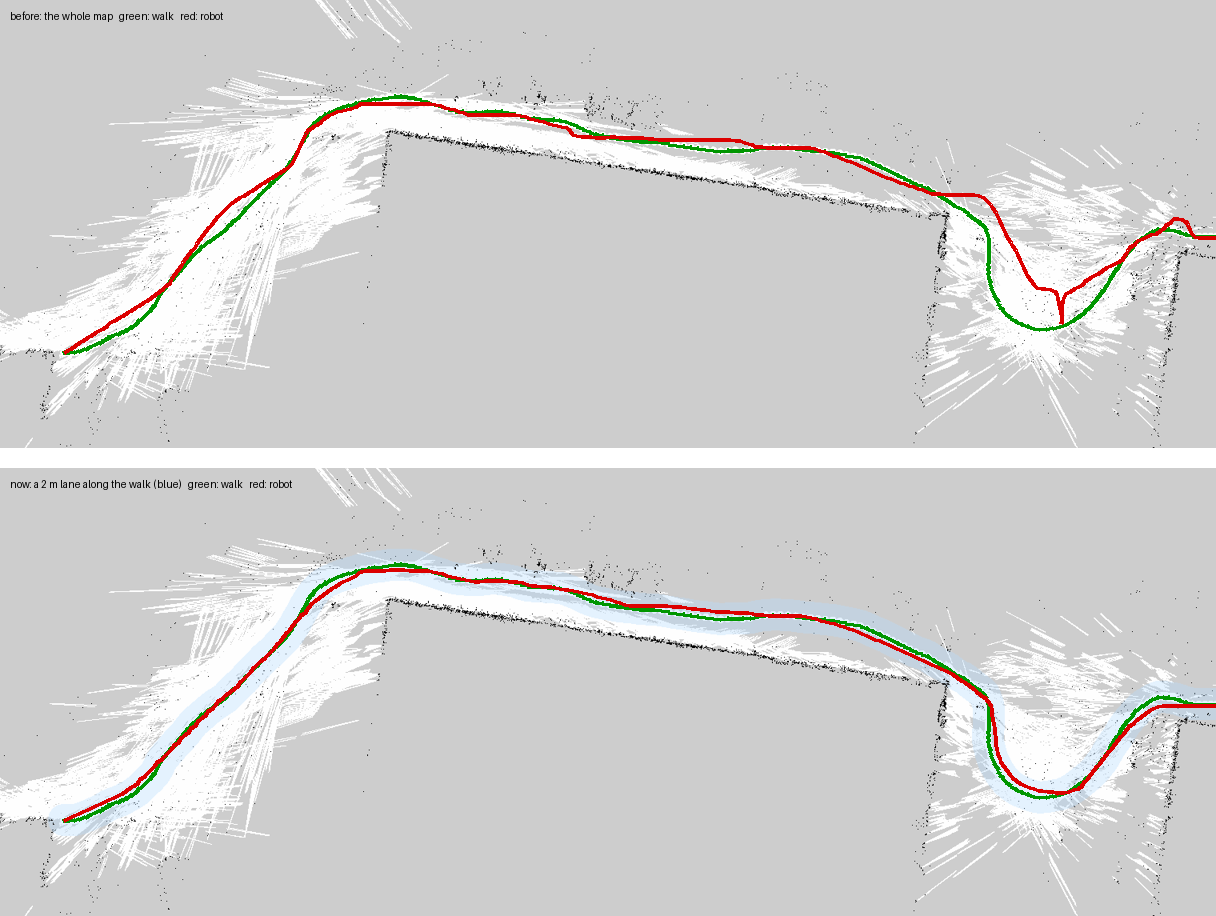 before: the whole map  green: walk  red: robot
now: a 2 m lane along the walk (blue)  green: walk  red: robot